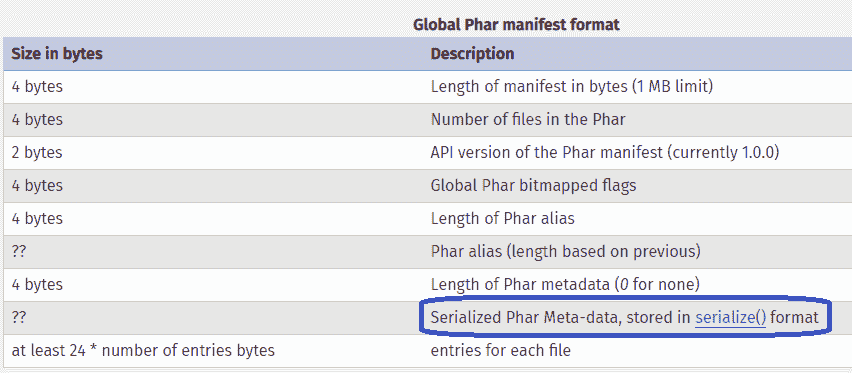 Global Phar manifest format
Size in bytes Description
4 bytes Length of manifest in bytes (1 MB limit)
4 bytes Number of files in the Phar
2 bytes API version of the Phar manifest (currently 1.0.0)
4 bytes Global Phar bitmapped flags
4 bytes Length of Phar alias
?? Phar alias (length based on previous)
4 bytes Length of Phar metadata (0 for none)
?? Serialized Phar Meta-data, stored in serialize() format
at least 24 * number of entries bytes entries for each file